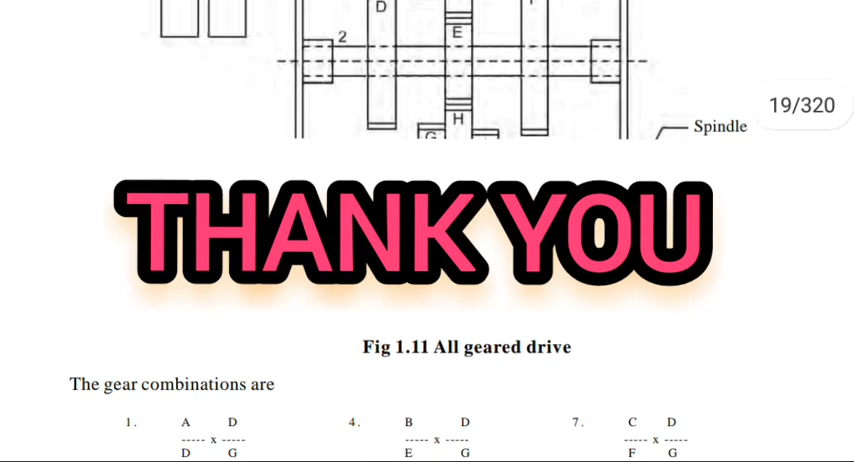 D
2
E
H
G
19/320
Spindle
THANK YOU
Fig 1.11 All geared drive
The gear combinations are
1. A D 4. B D 7. C D
----- x ----- ----- x ----- ----- x -----
D G E G F G